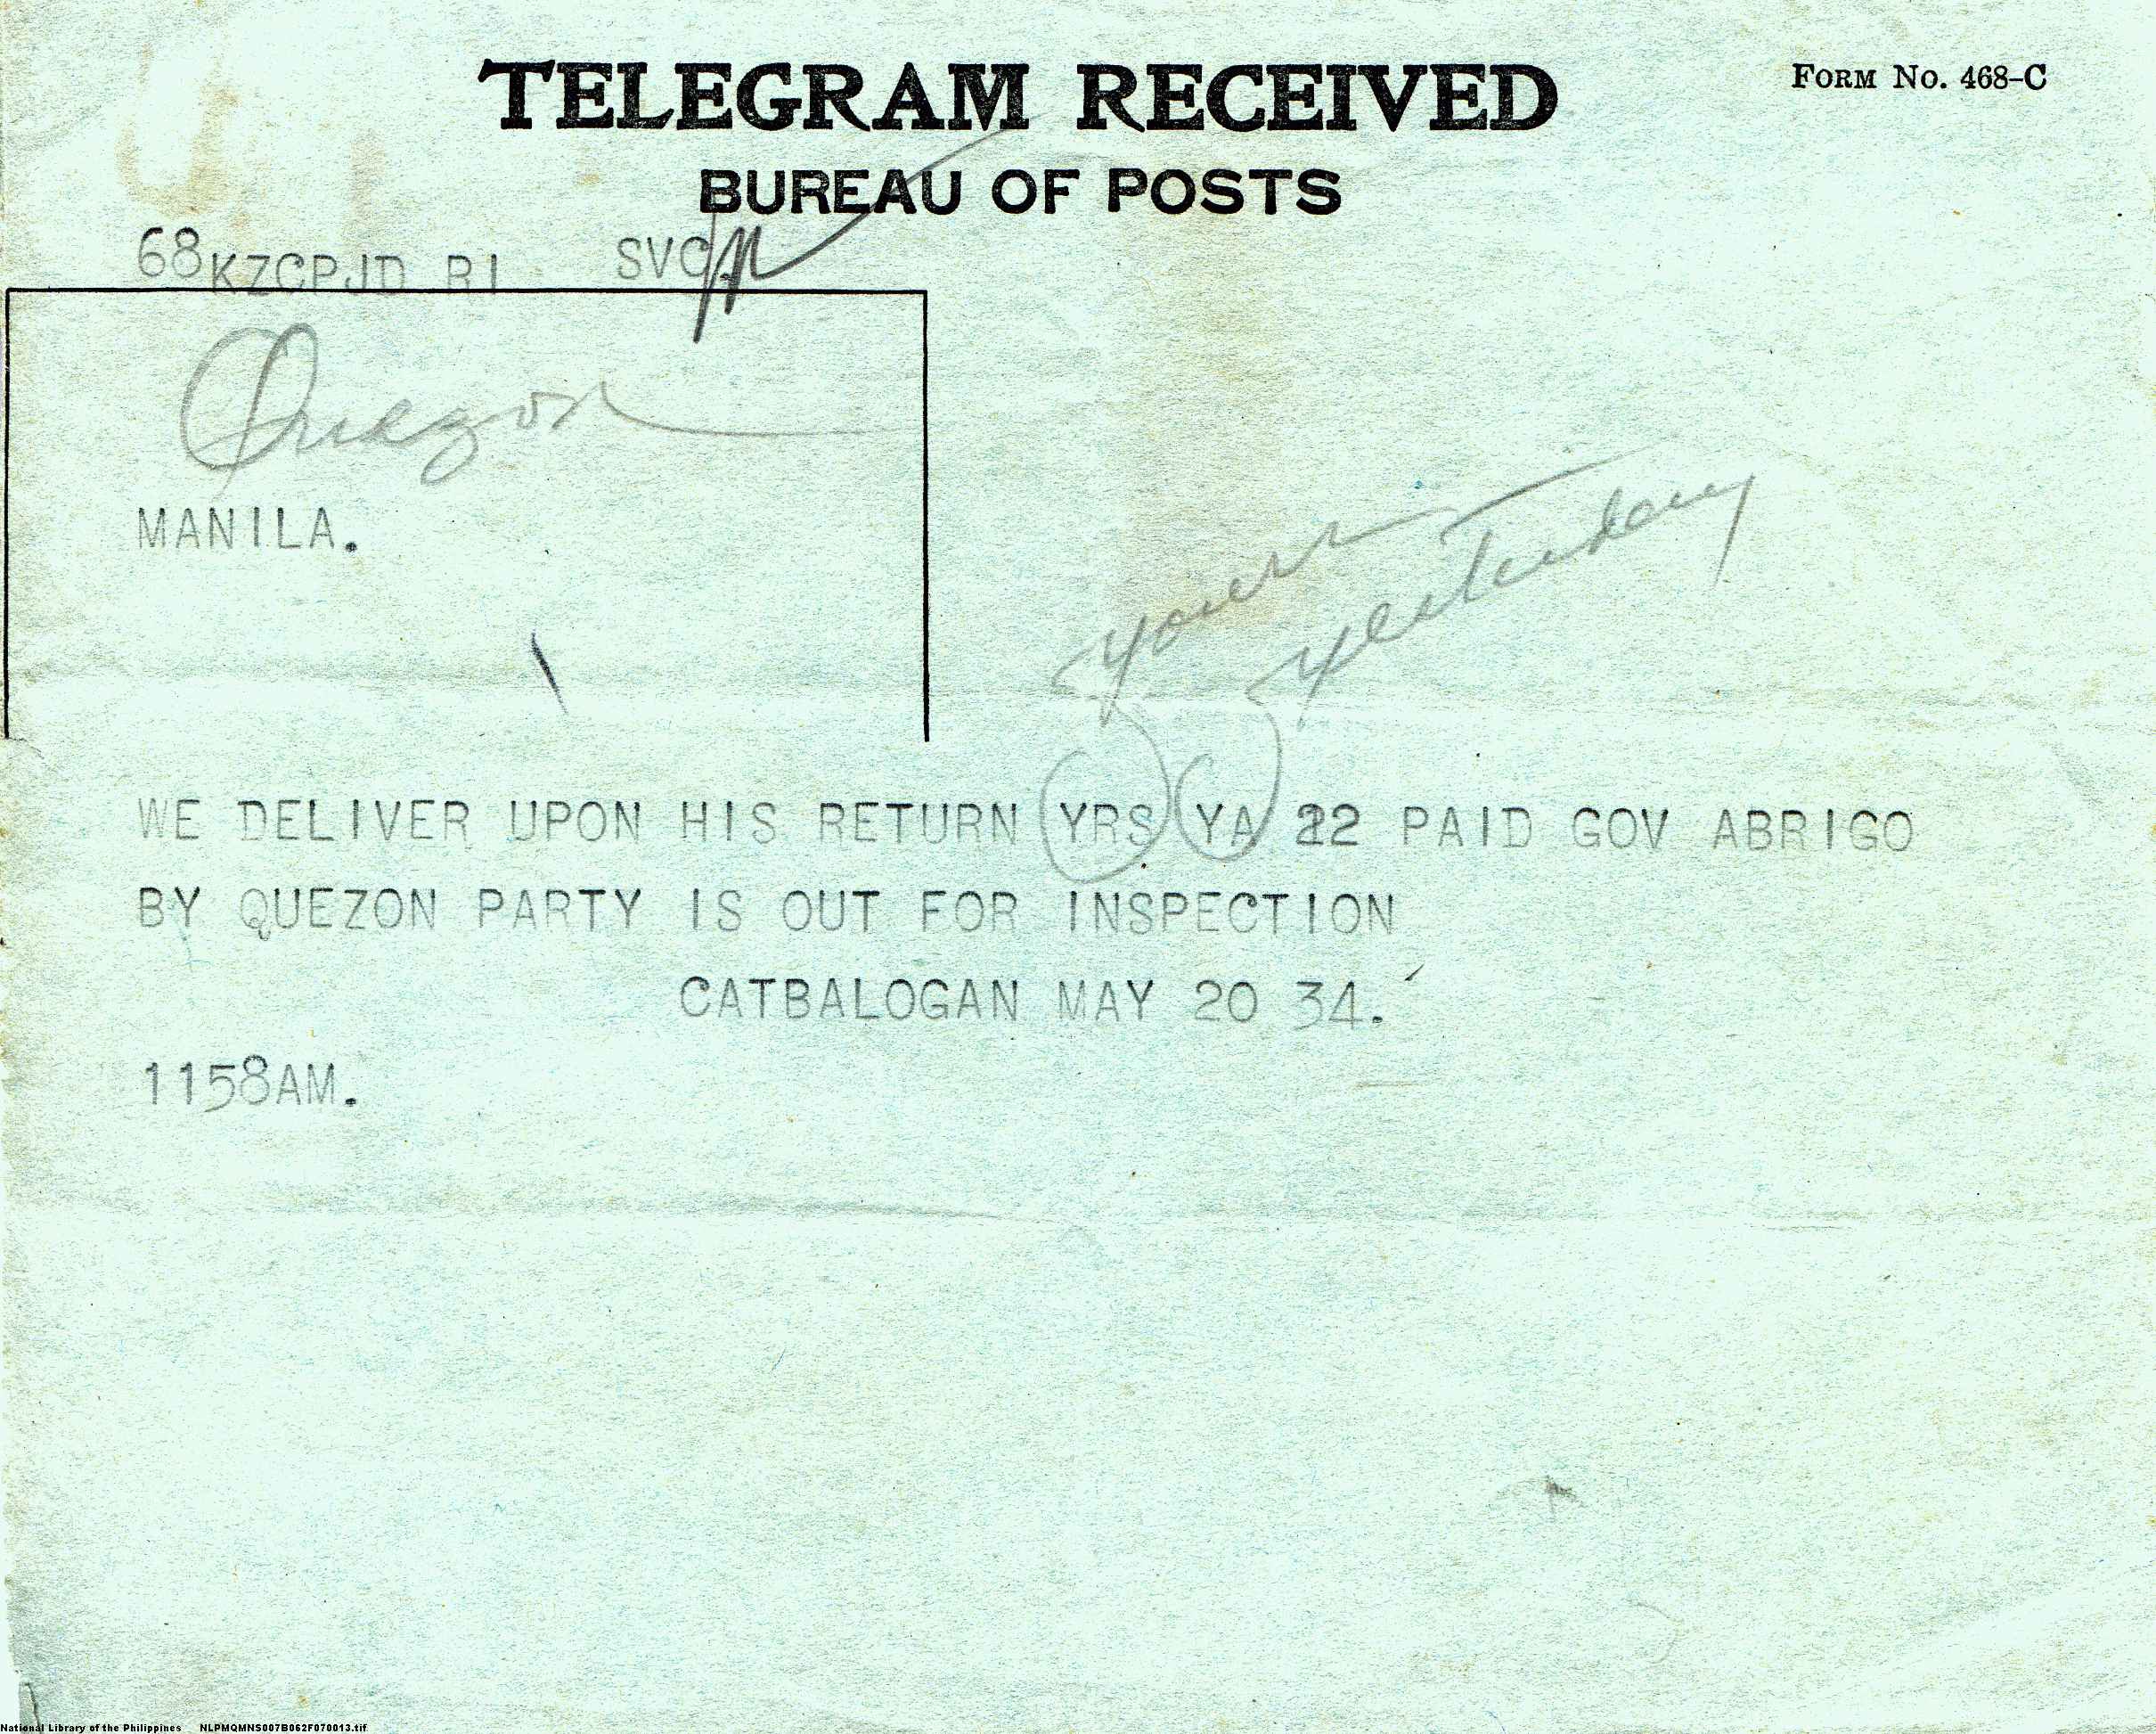 TELEGRAM RECEIVED
FORM NO. 468-C
BUREAU OF POSTS
68KZCPJD RI SVC
Quezon
MANILA.
yours
yesterday
WE DELIVER UPON HIS RETURN YRS YA 22 PAID GOV ABRIGO
BY QUEZON PARTY IS OUT FOR INSPECTION
CATBALOGAN MAY 20 34.
1158AM.
National Library of the Philippines NLPMQMNS007B062F070013.tif